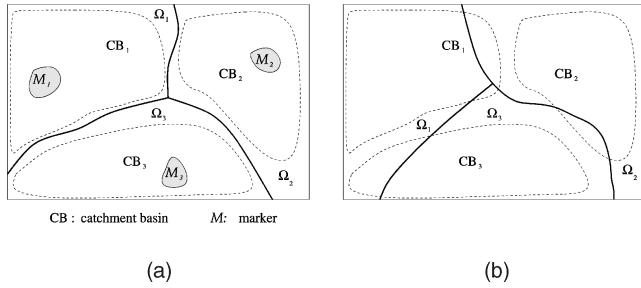 Ω1
CB1
M1
M2
CB2
Ω3
CB3
M3
Ω2
CB : catchment basin M: marker
(a)
CB1
CB2
Ω1
Ω3
CB3
Ω2
(b)